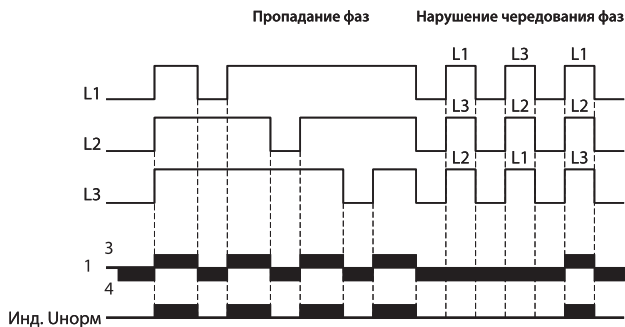 Пропадание фаз
Нарушение чередования фаз
L1 L3 L1
L1
L3 L2 L2
L2
L2 L1 L3
L3
3
1
4
Инд. Uнорм